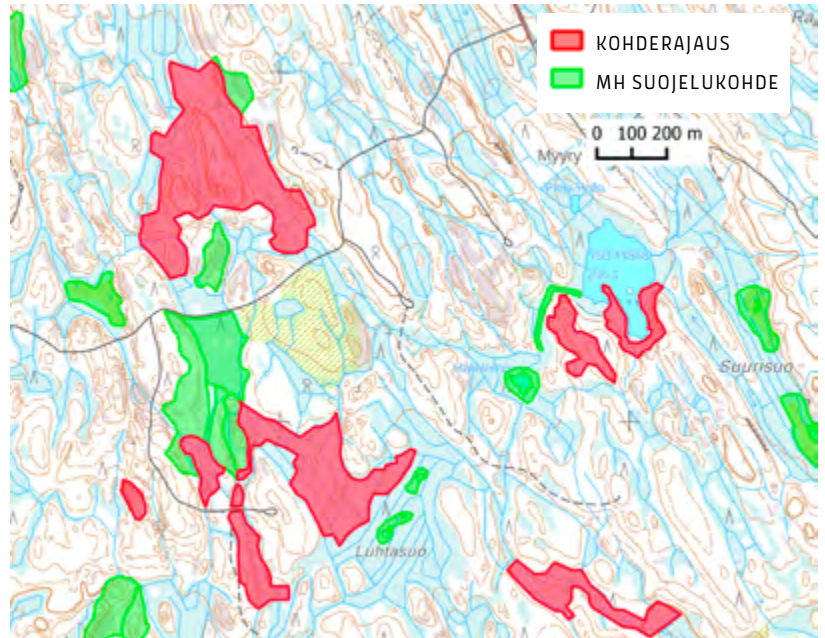 KOHDERAJAUS
MH SUOJELUKOHDE
0 100 200 m
Myyry
Suurisuo
Luhtasuo